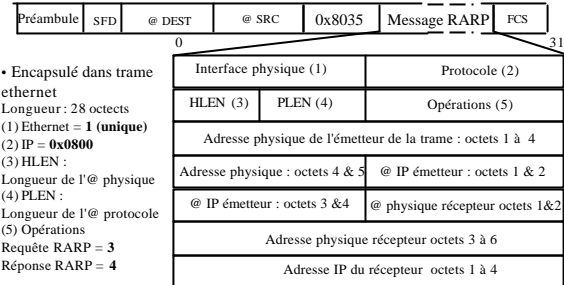 Préambule SFD @ DEST @ SRC 0x8035 Message RARP FCS
0 31
• Encapsulé dans trame
ethernet
Longueur : 28 octects
(1) Ethernet = 1 (unique)
(2) IP = 0x0800
(3) HLEN :
Longueur de l'@ physique
(4) PLEN :
Longueur de l'@ protocole
(5) Opérations
Requête RARP = 3
Réponse RARP = 4
Interface physique (1) Protocole (2)
HLEN (3) PLEN (4) Opérations (5)
Adresse physique de l'émetteur de la trame : octets 1 à 4
Adresse physique : octets 4 & 5 @ IP émetteur : octets 1 & 2
@ IP émetteur : octets 3 &4 @ physique récepteur octets 1&2
Adresse physique récepteur octets 3 à 6
Adresse IP du récepteur octets 1 à 4